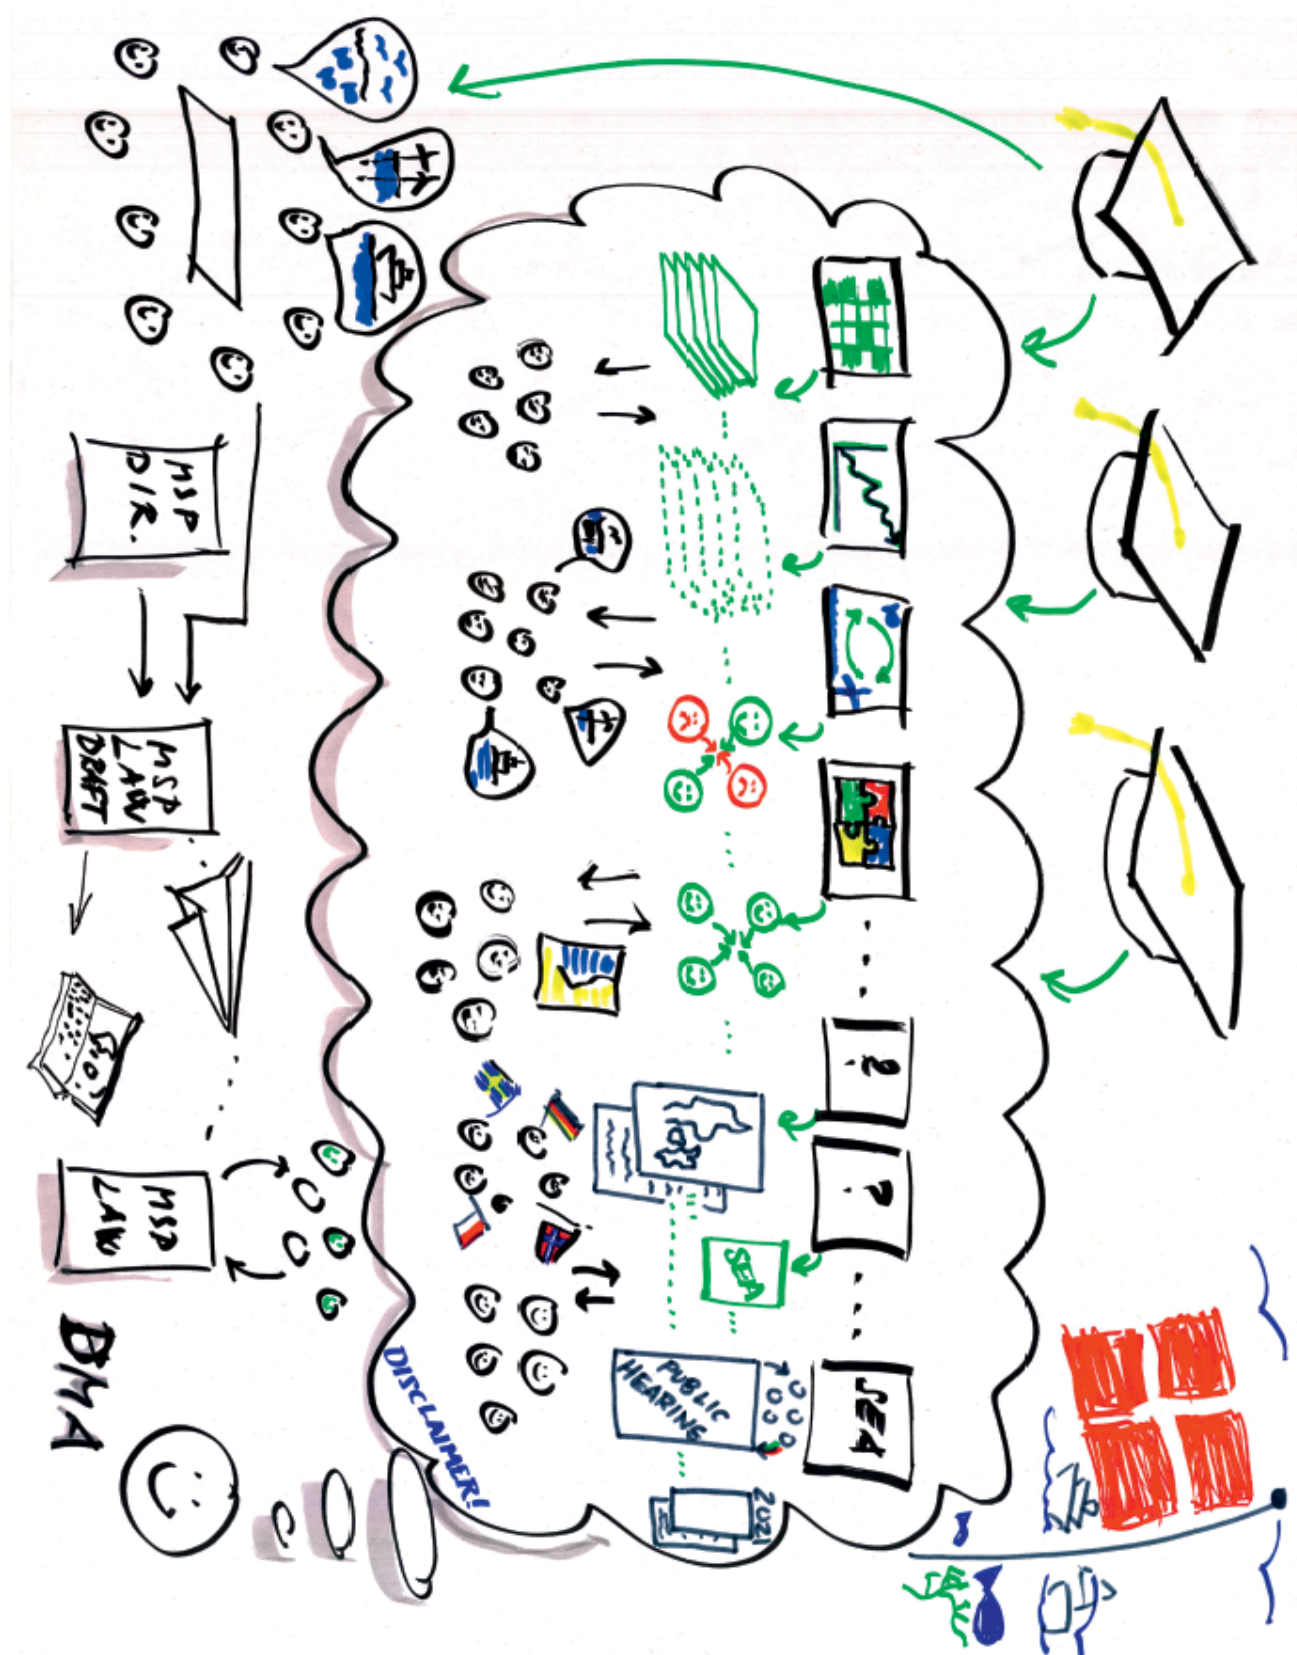 MSP
DIR.
MSP
LAW
DRAFT
MSP
LAW
BMA
DISCLAIMER!
?
?
SEA
SEA
PUBLIC
HEARING
2021